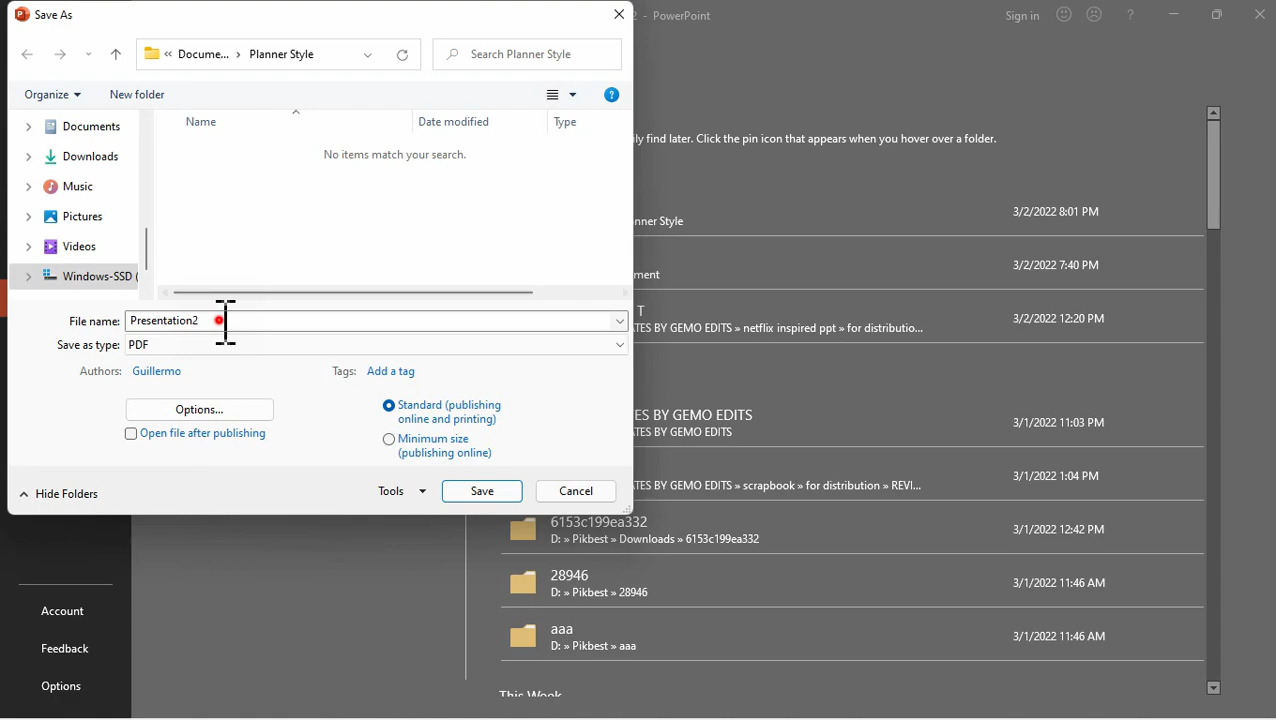 Save As
2 - PowerPoint
Sign in
?
« Docume... > Planner Style
Search Planner Style
Organize
New folder
?
Documents
Downloads
Music
Pictures
Videos
Windows-SSD (
Name
Date modified
Type
No items match your search.
File name: Presentation2
Save as type: PDF
Authors: Guillermo
Tags: Add a tag
Options...
Open file after publishing
Standard (publishing
online and printing)
Minimum size
(publishing online)
Hide Folders
Tools
Save
Cancel
ily find later. Click the pin icon that appears when you hover over a folder.
nner Style
3/2/2022 8:01 PM
ment
3/2/2022 7:40 PM
T
TES BY GEMO EDITS » netflix inspired ppt » for distributio...
3/2/2022 12:20 PM
TES BY GEMO EDITS
TES BY GEMO EDITS
3/1/2022 11:03 PM
TES BY GEMO EDITS » scrapbook » for distribution » REVI...
3/1/2022 1:04 PM
6153c199ea332
D: » Pikbest » Downloads » 6153c199ea332
3/1/2022 12:42 PM
28946
D: » Pikbest » 28946
3/1/2022 11:46 AM
aaa
D: » Pikbest » aaa
3/1/2022 11:46 AM
This Week
Account
Feedback
Options